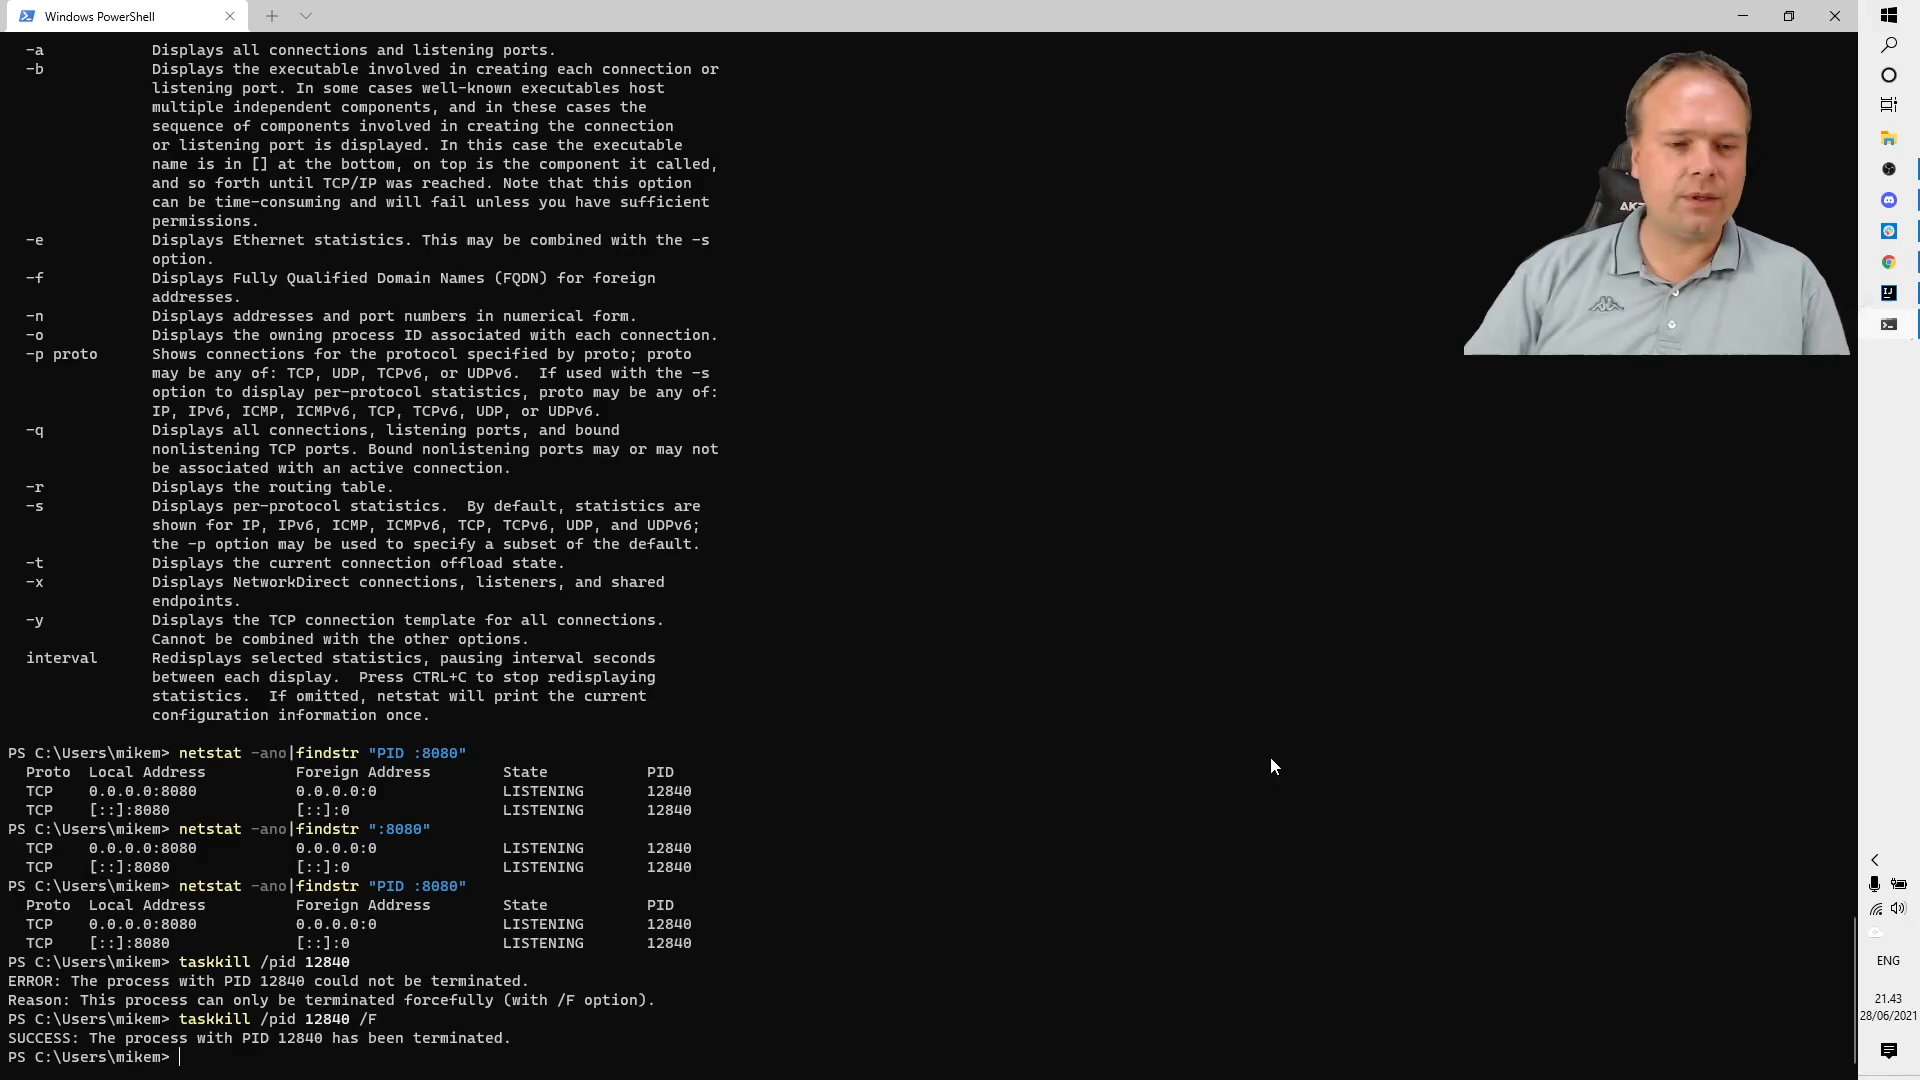 Windows PowerShell
-a Displays all connections and listening ports.
-b Displays the executable involved in creating each connection or
listening port. In some cases well-known executables host
multiple independent components, and in these cases the
sequence of components involved in creating the connection
or listening port is displayed. In this case the executable
name is in [] at the bottom, on top is the component it called,
and so forth until TCP/IP was reached. Note that this option
can be time-consuming and will fail unless you have sufficient
permissions.
-e Displays Ethernet statistics. This may be combined with the -s
option.
-f Displays Fully Qualified Domain Names (FQDN) for foreign
addresses.
-n Displays addresses and port numbers in numerical form.
-o Displays the owning process ID associated with each connection.
-p proto Shows connections for the protocol specified by proto; proto
may be any of: TCP, UDP, TCPv6, or UDPv6.  If used with the -s
option to display per-protocol statistics, proto may be any of:
IP, IPv6, ICMP, ICMPv6, TCP, TCPv6, UDP, or UDPv6.
-q Displays all connections, listening ports, and bound
nonlistening TCP ports. Bound nonlistening ports may or may not
be associated with an active connection.
-r Displays the routing table.
-s Displays per-protocol statistics.  By default, statistics are
shown for IP, IPv6, ICMP, ICMPv6, TCP, TCPv6, UDP, and UDPv6;
the -p option may be used to specify a subset of the default.
-t Displays the current connection offload state.
-x Displays NetworkDirect connections, listeners, and shared
endpoints.
-y Displays the TCP connection template for all connections.
Cannot be combined with the other options.
interval Redisplays selected statistics, pausing interval seconds
between each display.  Press CTRL+C to stop redisplaying
statistics.  If omitted, netstat will print the current
configuration information once.
PS C:\Users\mikem> netstat -ano|findstr "PID :8080"
Proto Local Address Foreign Address State PID
TCP 0.0.0.0:8080 0.0.0.0:0 LISTENING 12840
TCP [::]:8080 [::]:0 LISTENING 12840
PS C:\Users\mikem> netstat -ano|findstr ":8080"
TCP 0.0.0.0:8080 0.0.0.0:0 LISTENING 12840
TCP [::]:8080 [::]:0 LISTENING 12840
PS C:\Users\mikem> netstat -ano|findstr "PID :8080"
Proto Local Address Foreign Address State PID
TCP 0.0.0.0:8080 0.0.0.0:0 LISTENING 12840
TCP [::]:8080 [::]:0 LISTENING 12840
PS C:\Users\mikem> taskkill /pid 12840
ERROR: The process with PID 12840 could not be terminated.
Reason: This process can only be terminated forcefully (with /F option).
PS C:\Users\mikem> taskkill /pid 12840 /F
SUCCESS: The process with PID 12840 has been terminated.
PS C:\Users\mikem>
ENG
21.43
28/06/2021